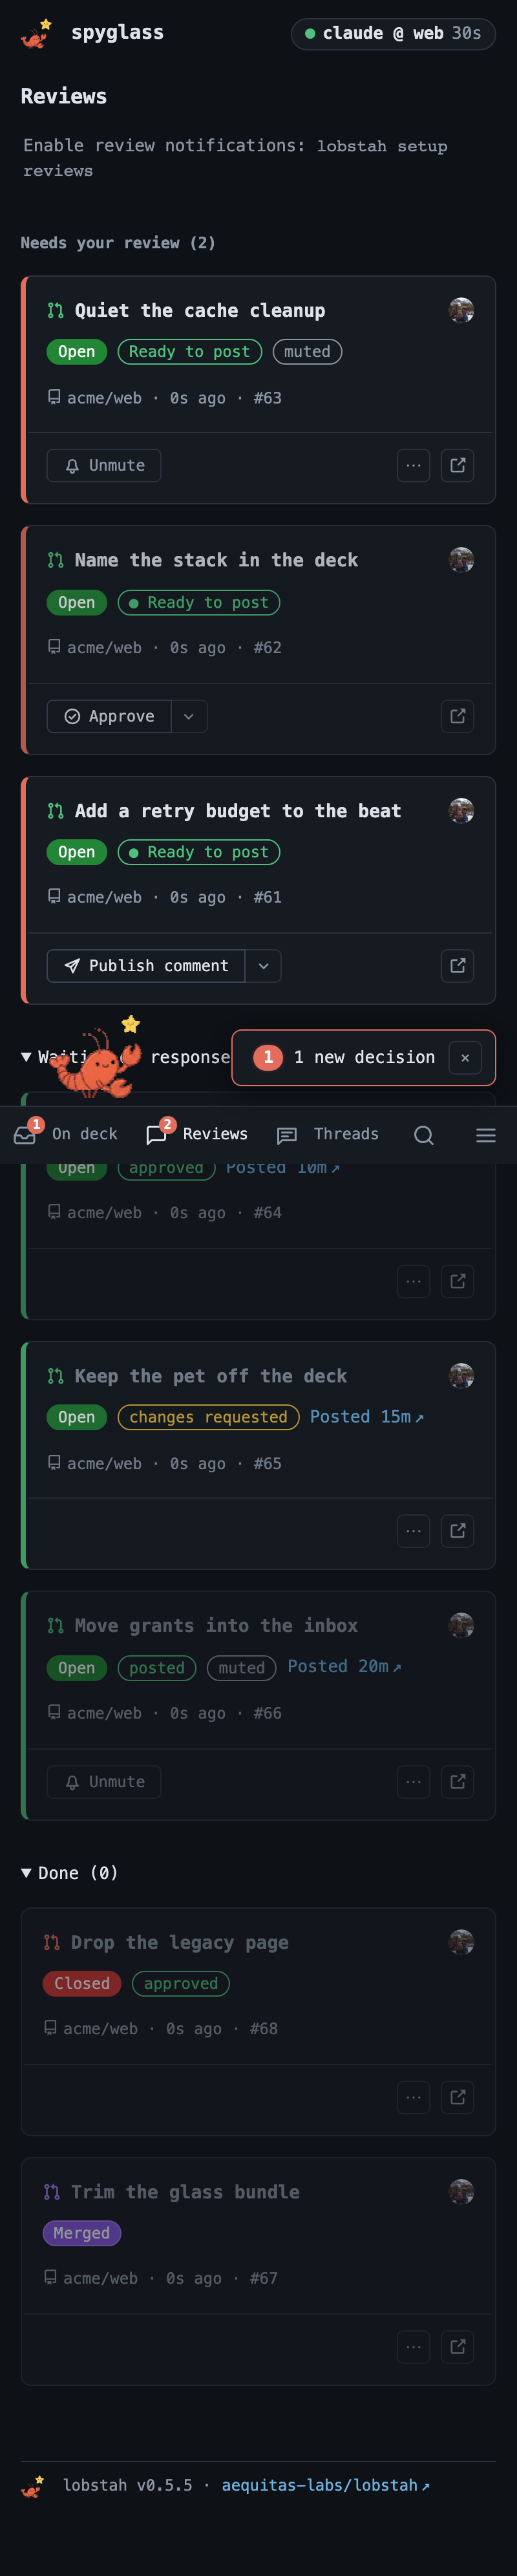 spyglass
claude @ web 30s
Reviews
Enable review notifications: lobstah setup
reviews
Needs your review (2)
Quiet the cache cleanup
Open Ready to post muted
acme/web · 0s ago · #63
Unmute
Name the stack in the deck
Open Ready to post
acme/web · 0s ago · #62
Approve
Add a retry budget to the beat
Open Ready to post
acme/web · 0s ago · #61
Publish comment
response
1 1 new decision ×
1 On deck 2 Reviews Threads
Open approved Posted 10m↗
acme/web · 0s ago · #64
Keep the pet off the deck
Open changes requested Posted 15m↗
acme/web · 0s ago · #65
Move grants into the inbox
Open posted muted Posted 20m↗
acme/web · 0s ago · #66
Unmute
Done (0)
Drop the legacy page
Closed approved
acme/web · 0s ago · #68
Trim the glass bundle
Merged
acme/web · 0s ago · #67
lobstah v0.5.5 · aequitas-labs/lobstah↗